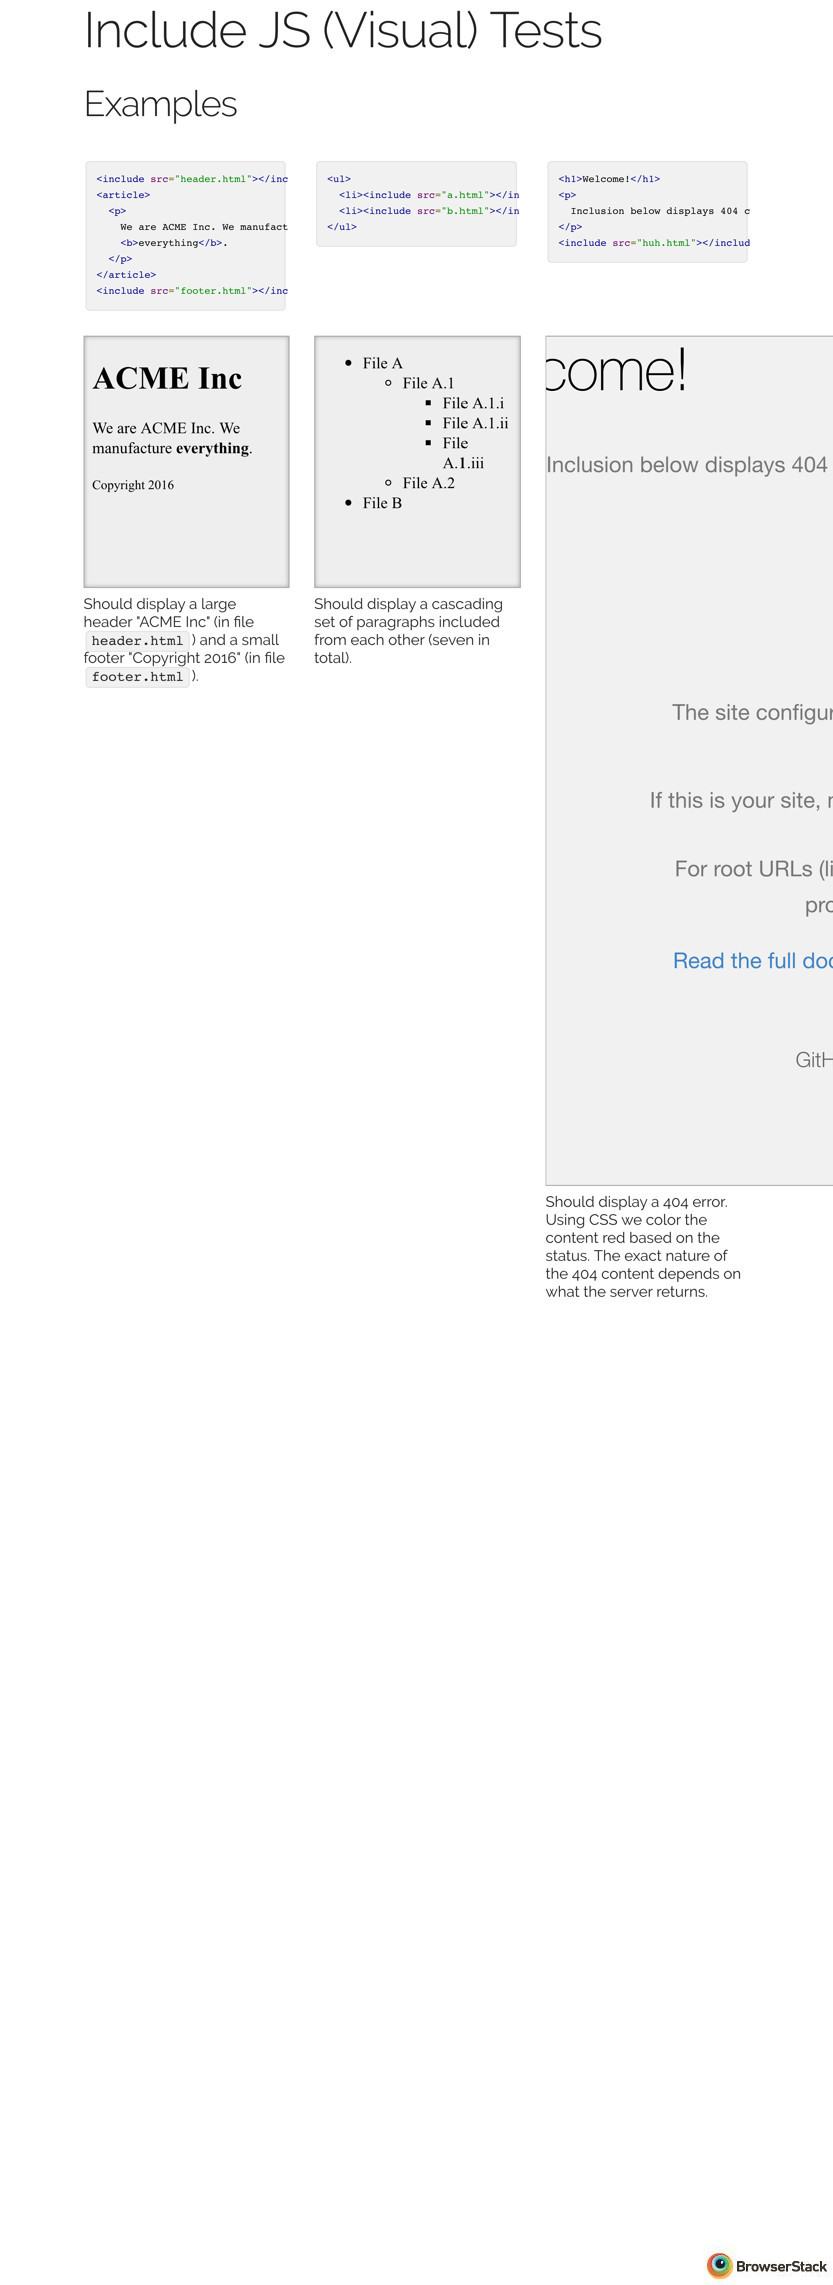 Include JS (Visual) Tests
Examples
<include src="header.html"></inc
<article>
<p>
We are ACME Inc. We manufact
<b>everything</b>.
</p>
</article>
<include src="footer.html"></inc
<ul>
<li><include src="a.html"></in
<li><include src="b.html"></in
</ul>
<h1>Welcome!</h1>
<p>
Inclusion below displays 404 c
</p>
<include src="huh.html"></includ
ACME Inc
We are ACME Inc. We
manufacture everything.
Copyright 2016
Should display a large
header "ACME Inc" (in file
header.html ) and a small
footer "Copyright 2016" (in file
footer.html ).
• File A
◦ File A.1
▪ File A.1.i
▪ File A.1.ii
▪ File
A.1.iii
◦ File A.2
• File B
Should display a cascading
set of paragraphs included
from each other (seven in
total).
come!
Inclusion below displays 404
The site configur
If this is your site, r
For root URLs (li
pro
Read the full doc
GitH
Should display a 404 error.
Using CSS we color the
content red based on the
status. The exact nature of
the 404 content depends on
what the server returns.
BrowserStack